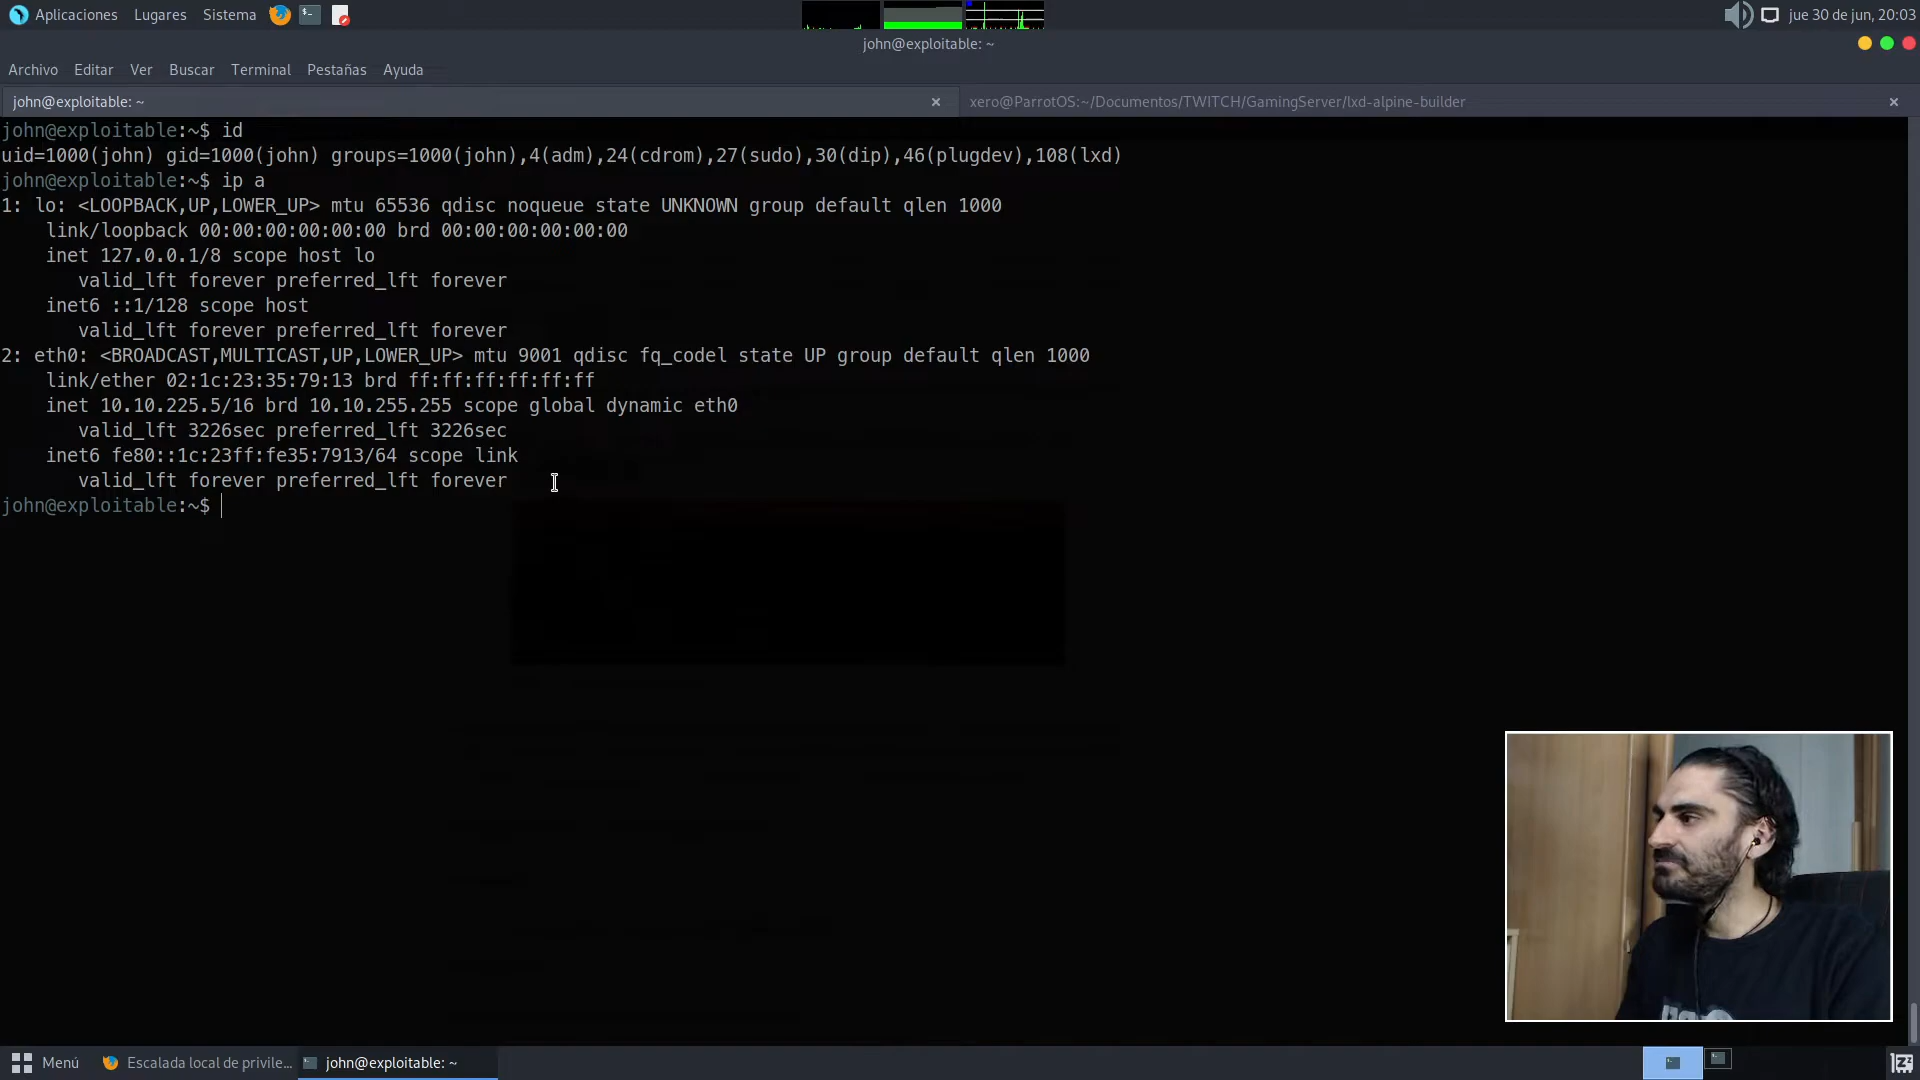 Aplicaciones Lugares Sistema
jue 30 de jun, 20:03
john@exploitable: ~
Archivo Editar Ver Buscar Terminal Pestañas Ayuda
john@exploitable: ~ ×
xero@ParrotOS:~/Documentos/TWITCH/GamingServer/lxd-alpine-builder ×
john@exploitable:~$ id
uid=1000(john) gid=1000(john) groups=1000(john),4(adm),24(cdrom),27(sudo),30(dip),46(plugdev),108(lxd)
john@exploitable:~$ ip a
1: lo: <LOOPBACK,UP,LOWER_UP> mtu 65536 qdisc noqueue state UNKNOWN group default qlen 1000
link/loopback 00:00:00:00:00:00 brd 00:00:00:00:00:00
inet 127.0.0.1/8 scope host lo
valid_lft forever preferred_lft forever
inet6 ::1/128 scope host
valid_lft forever preferred_lft forever
2: eth0: <BROADCAST,MULTICAST,UP,LOWER_UP> mtu 9001 qdisc fq_codel state UP group default qlen 1000
link/ether 02:1c:23:35:79:13 brd ff:ff:ff:ff:ff:ff
inet 10.10.225.5/16 brd 10.10.255.255 scope global dynamic eth0
valid_lft 3226sec preferred_lft 3226sec
inet6 fe80::1c:23ff:fe35:7913/64 scope link
valid_lft forever preferred_lft forever
john@exploitable:~$
Menú
Escalada local de privile...
john@exploitable: ~